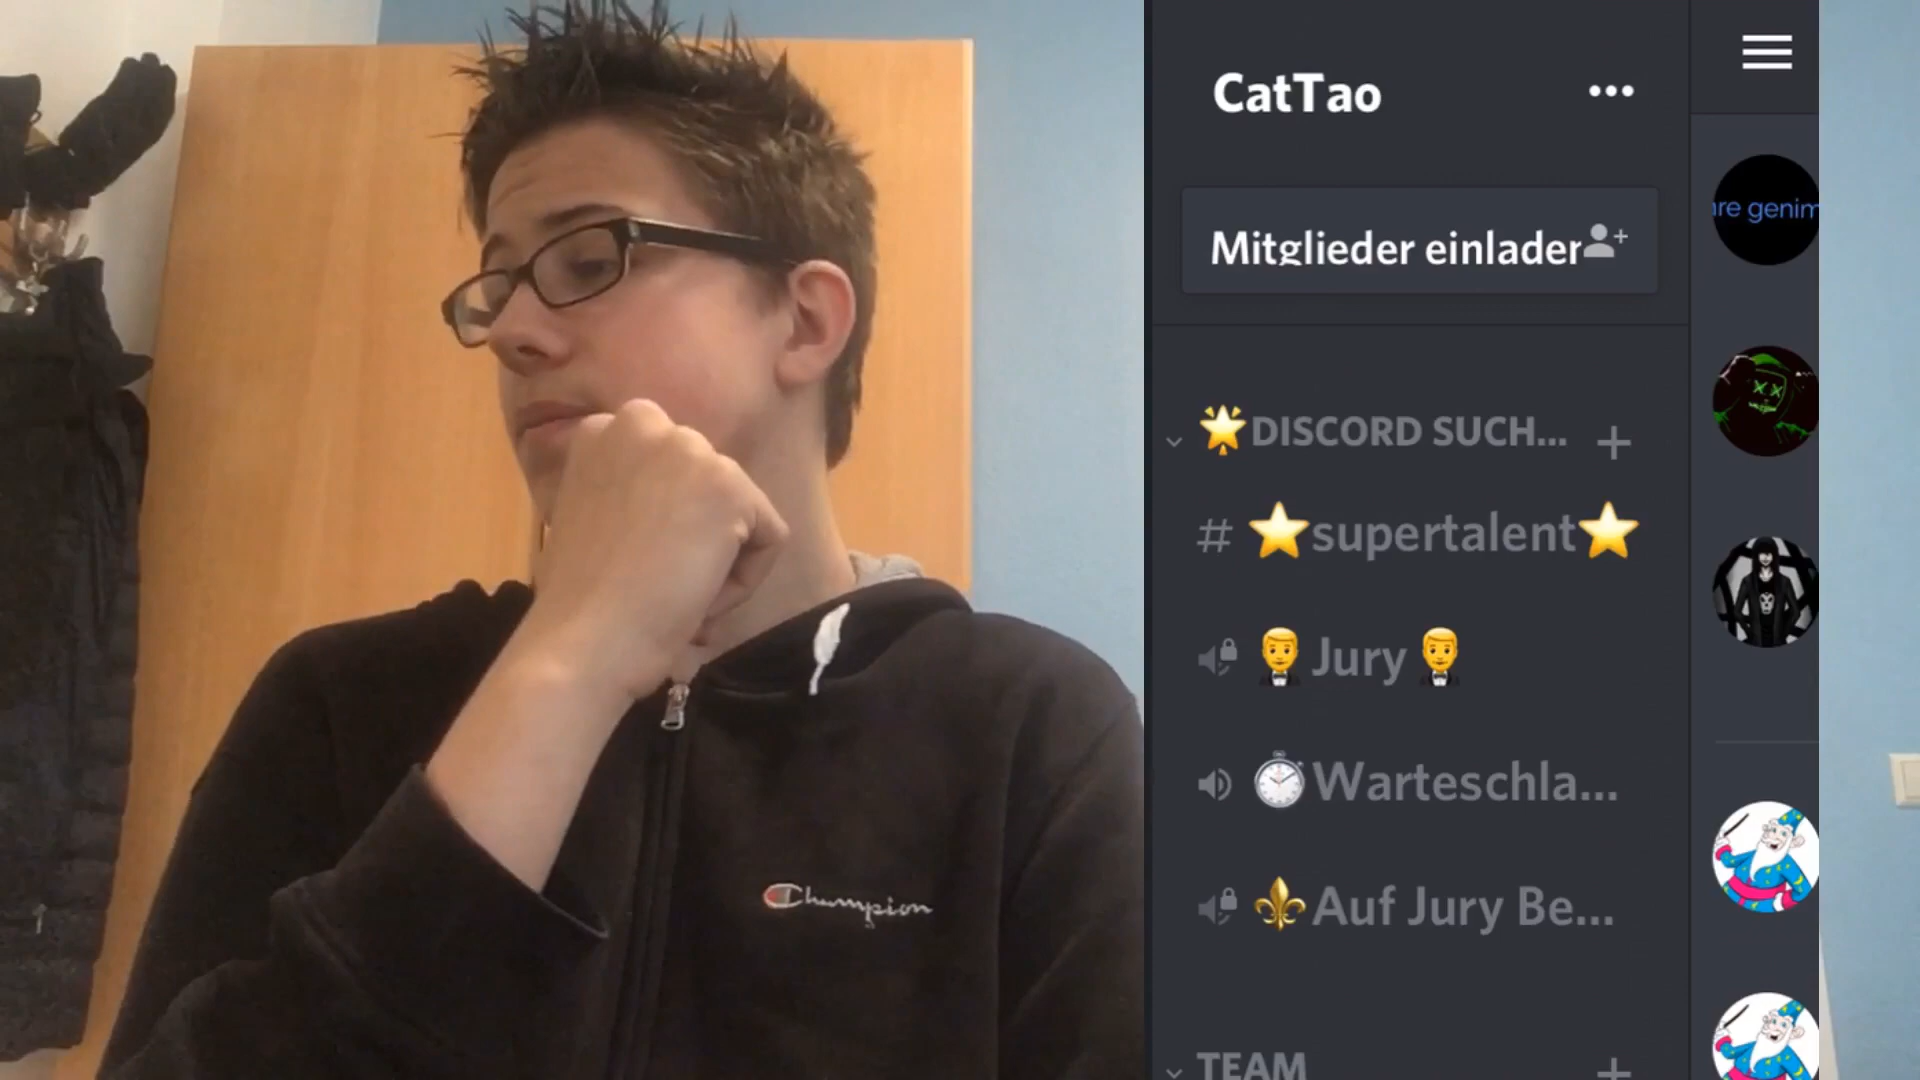 CatTao
Mitglieder einladen
DISCORD SUCH...
# supertalent
Jury
Warteschla...
Auf Jury Be...
TEAM
Champion